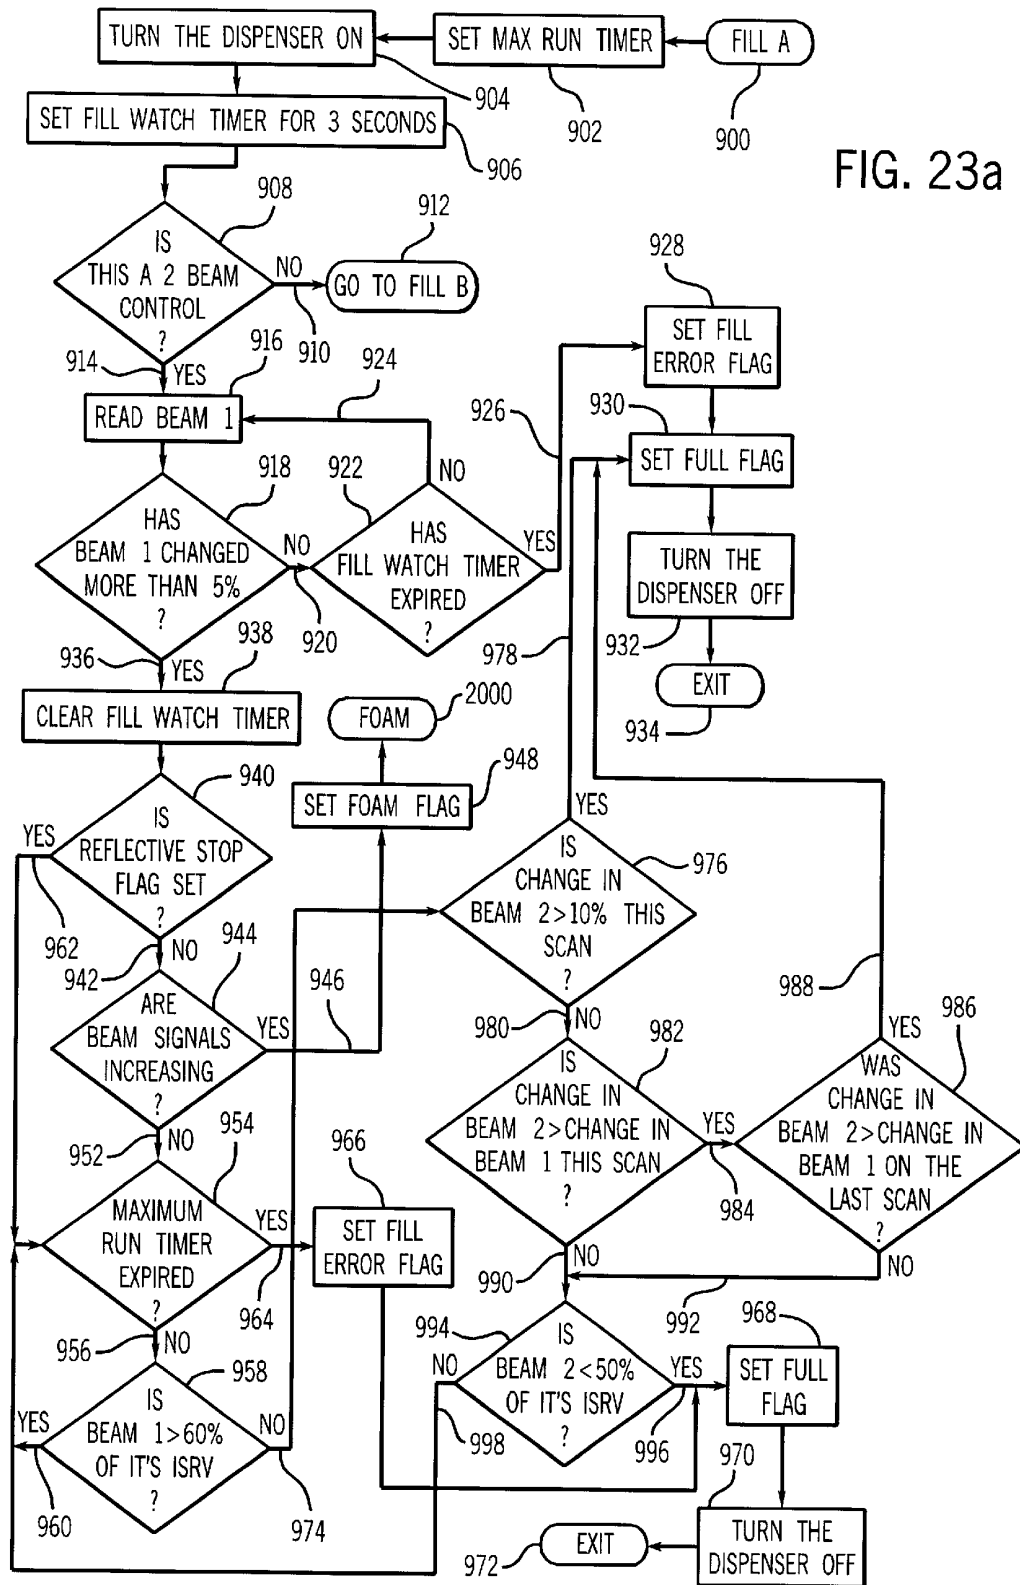 FILL A
900
SET MAX RUN TIMER
902
TURN THE DISPENSER ON
904
SET FILL WATCH TIMER FOR 3 SECONDS
906
FIG. 23a
908
IS
THIS A 2 BEAM
CONTROL
?
NO
910
912
GO TO FILL B
914
YES
916
READ BEAM 1
924
918
HAS
BEAM 1 CHANGED
MORE THAN 5%
?
NO
920
922
NO
HAS
FILL WATCH TIMER
EXPIRED
?
YES
926
928
SET FILL
ERROR FLAG
930
SET FULL FLAG
TURN THE
DISPENSER OFF
932
EXIT
934
936
YES
938
CLEAR FILL WATCH TIMER
940
IS
REFLECTIVE STOP
FLAG SET
?
YES
962
942
NO
944
ARE
BEAM SIGNALS
INCREASING
?
YES
946
948
SET FOAM FLAG
2000
FOAM
952
NO
954
MAXIMUM
RUN TIMER
EXPIRED
?
YES
964
966
SET FILL
ERROR FLAG
956
NO
958
IS
BEAM 1>60%
OF IT'S ISRV
?
YES
960
NO
974
978
YES
976
IS
CHANGE IN
BEAM 2>10% THIS
SCAN
?
980
NO
982
IS
CHANGE IN
BEAM 2>CHANGE IN
BEAM 1 THIS SCAN
?
YES
984
988
YES
986
WAS
CHANGE IN
BEAM 2>CHANGE IN
BEAM 1 ON THE
LAST SCAN
?
NO
992
990
NO
994
IS
BEAM 2<50%
OF IT'S ISRV
?
NO
998
YES
996
968
SET FULL
FLAG
970
TURN THE
DISPENSER OFF
EXIT
972